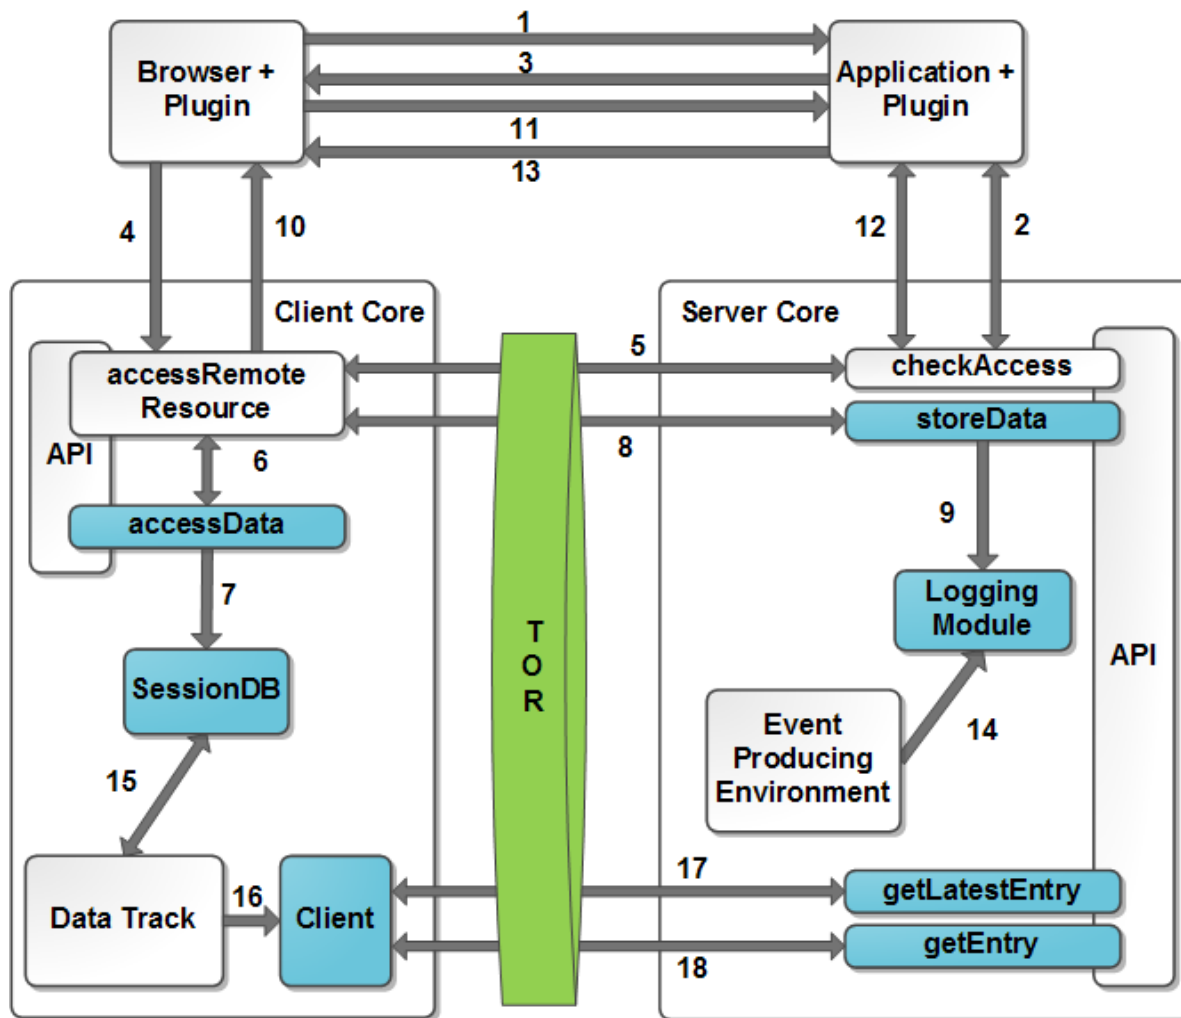 1
Browser +
Plugin
3
Application +
Plugin
11
13
4
10
12
2
Client Core
Server Core
5
accessRemote
Resource
checkAccess
storeData
API
6
8
accessData
9
7
Logging
Module
T
O
R
API
SessionDB
Event
Producing
Environment
14
15
17
16
Data Track
Client
getLatestEntry
getEntry
18